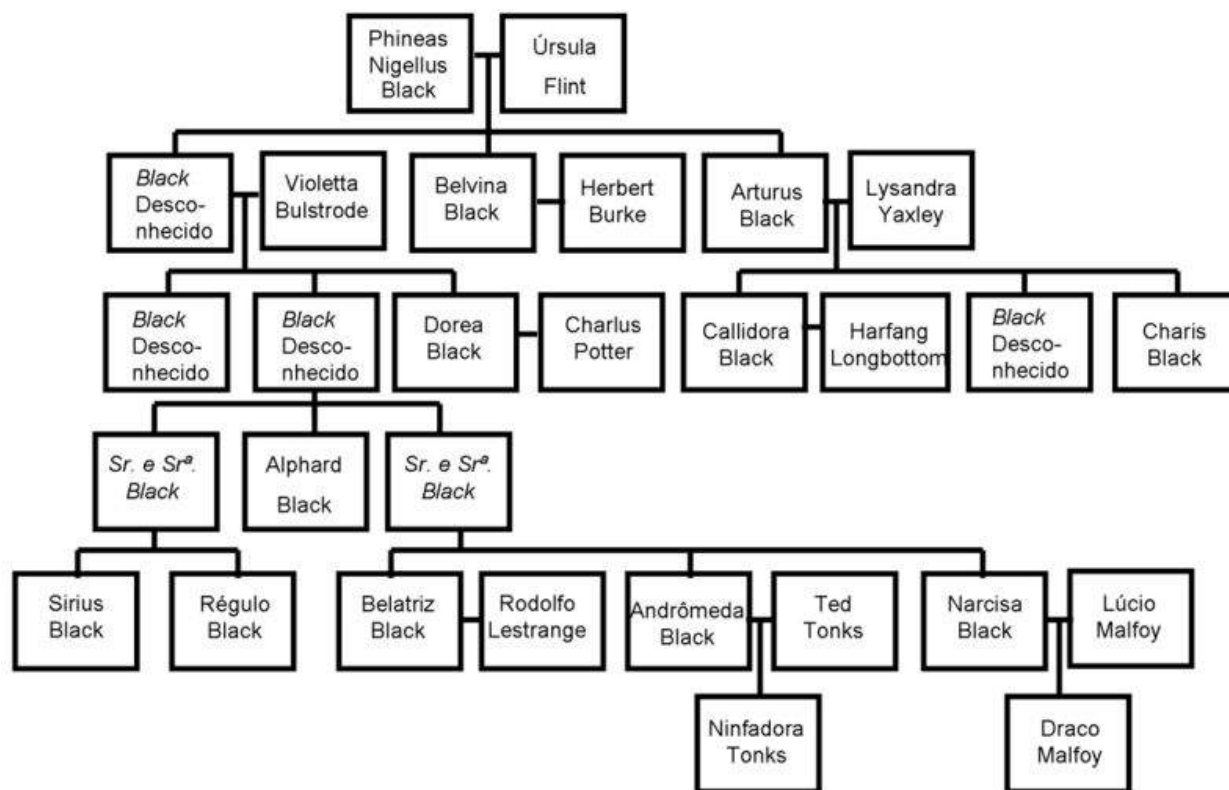 Phineas
Nigellus
Black
Úrsula
Flint
Black
Desco-
nhecido
Violetta
Bulstrode
Belvina
Black
Herbert
Burke
Arturus
Black
Lysandra
Yaxley
Black
Desco-
nhecido
Black
Desco-
nhecido
Dorea
Black
Charlus
Potter
Callidora
Black
Harfang
Longbottom
Black
Desco-
nhecido
Charis
Black
Sr. e Srª.
Black
Alphard
Black
Sr. e Srª.
Black
Sirius
Black
Régulo
Black
Belatriz
Black
Rodolfo
Lestrange
Andrômeda
Black
Ted
Tonks
Narcisa
Black
Lúcio
Malfoy
Ninfadora
Tonks
Draco
Malfoy